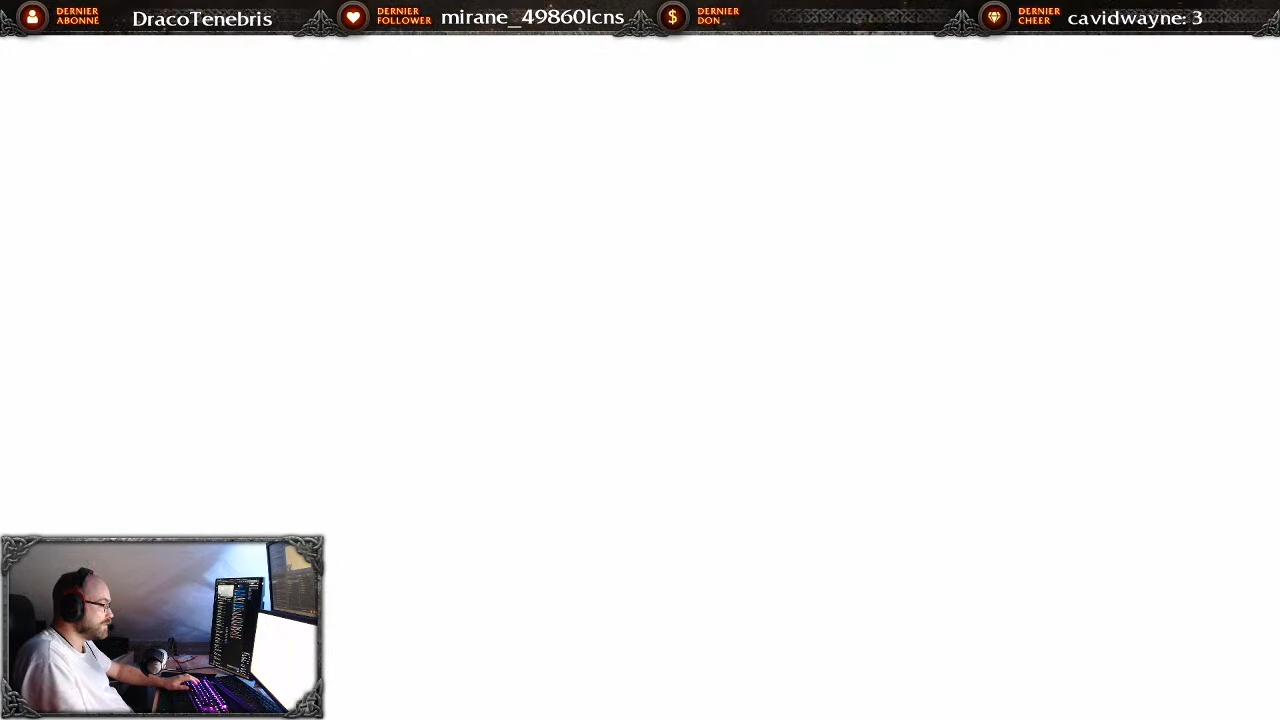 DERNIER ABONNÉ DracoTenebris
DERNIER FOLLOWER mirane_49860lcns
DERNIER DON
DERNIER CHEER cavidwayne: 3